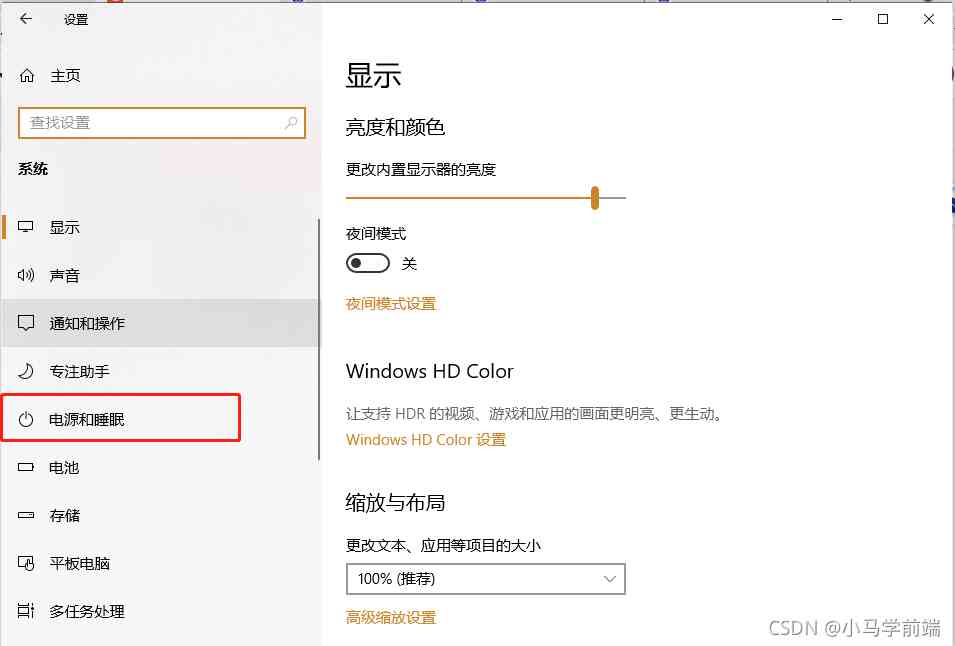 设置
主页
查找设置
系统
显示
声音
通知和操作
专注助手
电源和睡眠
电池
存储
平板电脑
多任务处理
显示
亮度和颜色
更改内置显示器的亮度
夜间模式
关
夜间模式设置
Windows HD Color
让支持 HDR 的视频、游戏和应用的画面更明亮、更生动。
Windows HD Color 设置
缩放与布局
更改文本、应用等项目的大小
100% (推荐)
高级缩放设置
CSDN @小马学前端